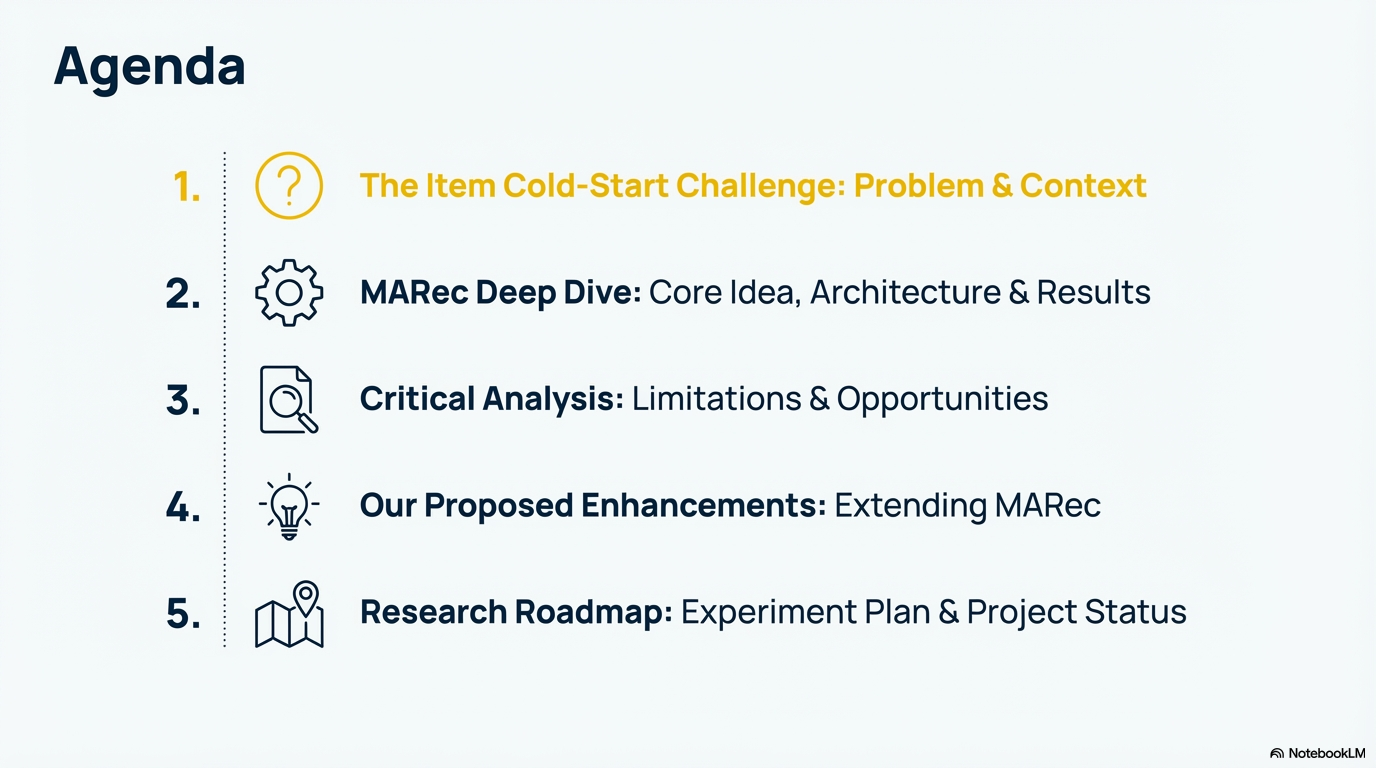 Agenda
1. The Item Cold-Start Challenge: Problem & Context
2. MARec Deep Dive: Core Idea, Architecture & Results
3. Critical Analysis: Limitations & Opportunities
4. Our Proposed Enhancements: Extending MARec
5. Research Roadmap: Experiment Plan & Project Status
NotebookLM